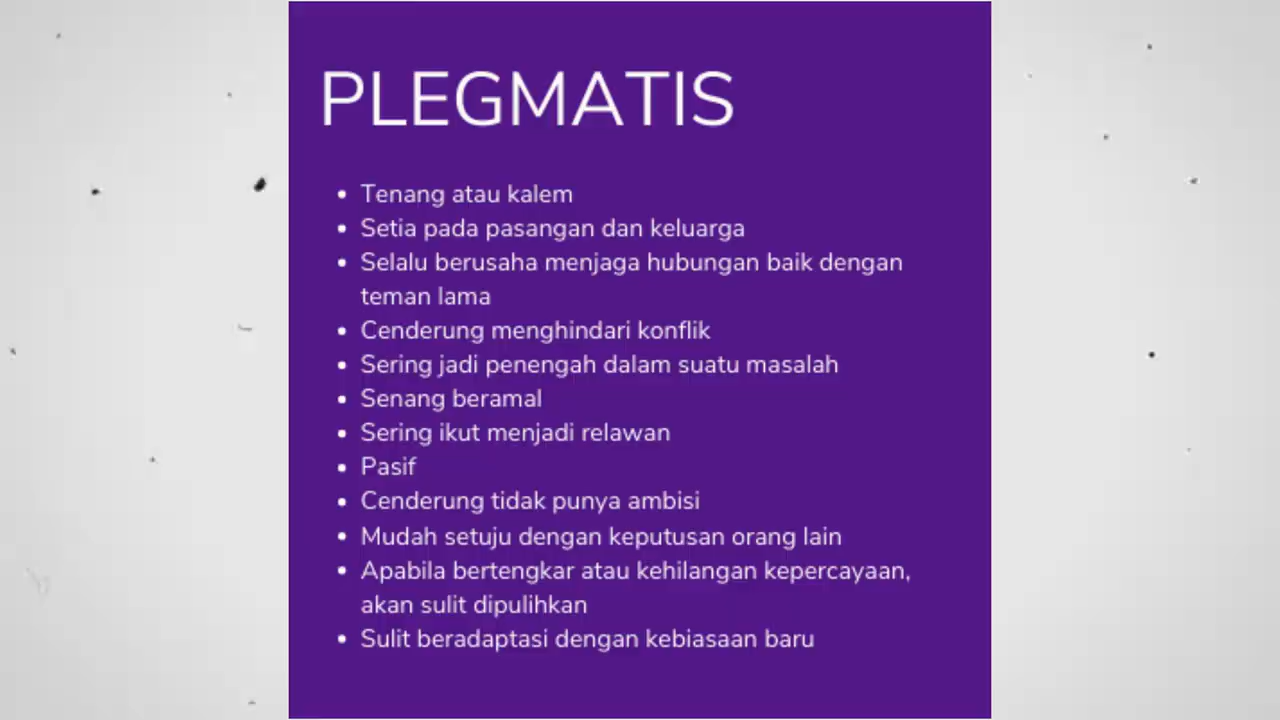 PLEGMATIS
• Tenang atau kalem
• Setia pada pasangan dan keluarga
• Selalu berusaha menjaga hubungan baik dengan
teman lama
• Cenderung menghindari konflik
• Sering jadi penengah dalam suatu masalah
• Senang beramal
• Sering ikut menjadi relawan
• Pasif
• Cenderung tidak punya ambisi
• Mudah setuju dengan keputusan orang lain
• Apabila bertengkar atau kehilangan kepercayaan,
akan sulit dipulihkan
• Sulit beradaptasi dengan kebiasaan baru